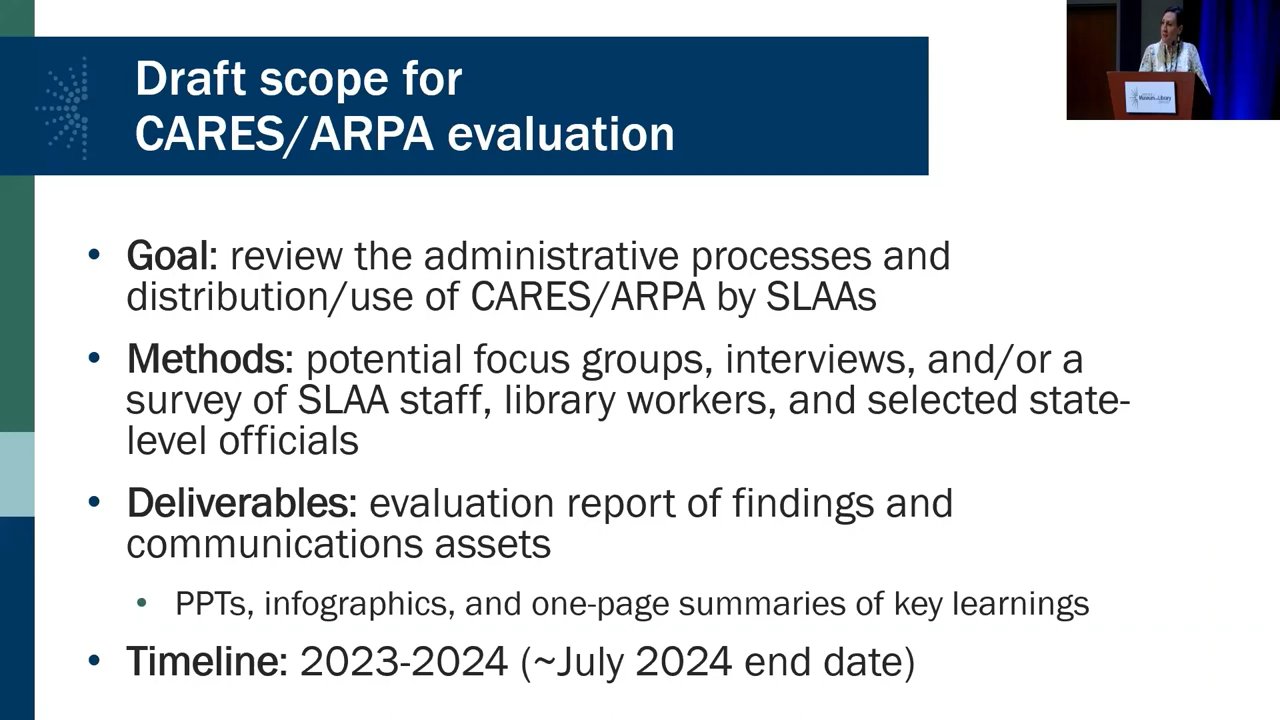 Draft scope for
CARES/ARPA evaluation
• Goal: review the administrative processes and
distribution/use of CARES/ARPA by SLAAs
• Methods: potential focus groups, interviews, and/or a
survey of SLAA staff, library workers, and selected state-
level officials
• Deliverables: evaluation report of findings and
communications assets
• PPTs, infographics, and one-page summaries of key learnings
• Timeline: 2023-2024 (~July 2024 end date)
Museum and Library